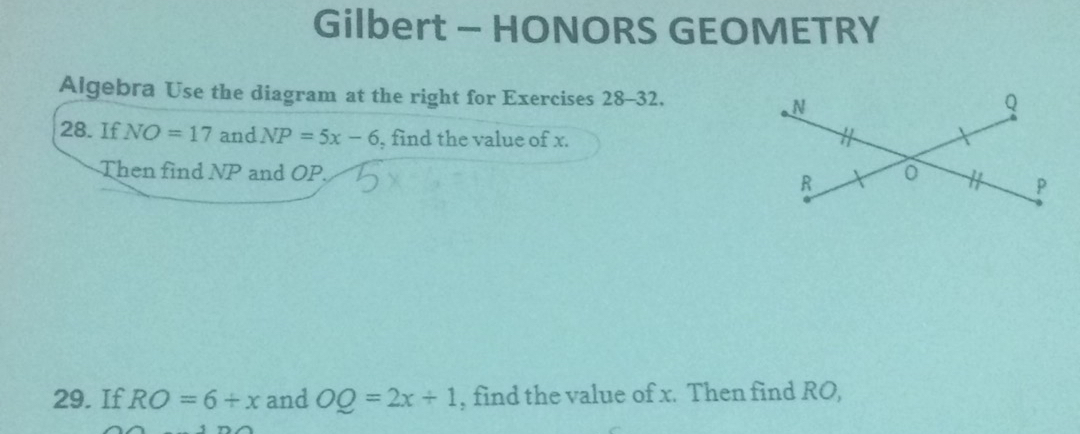 Gilbert – HONORS GEOMETRY
Algebra Use the diagram at the right for Exercises 28–32.
28. If NO = 17 and NP = 5x – 6, find the value of x.
Then find NP and OP. 5x
N
Q
R
O
P
29. If RO = 6 + x and OQ = 2x + 1, find the value of x. Then find RO,